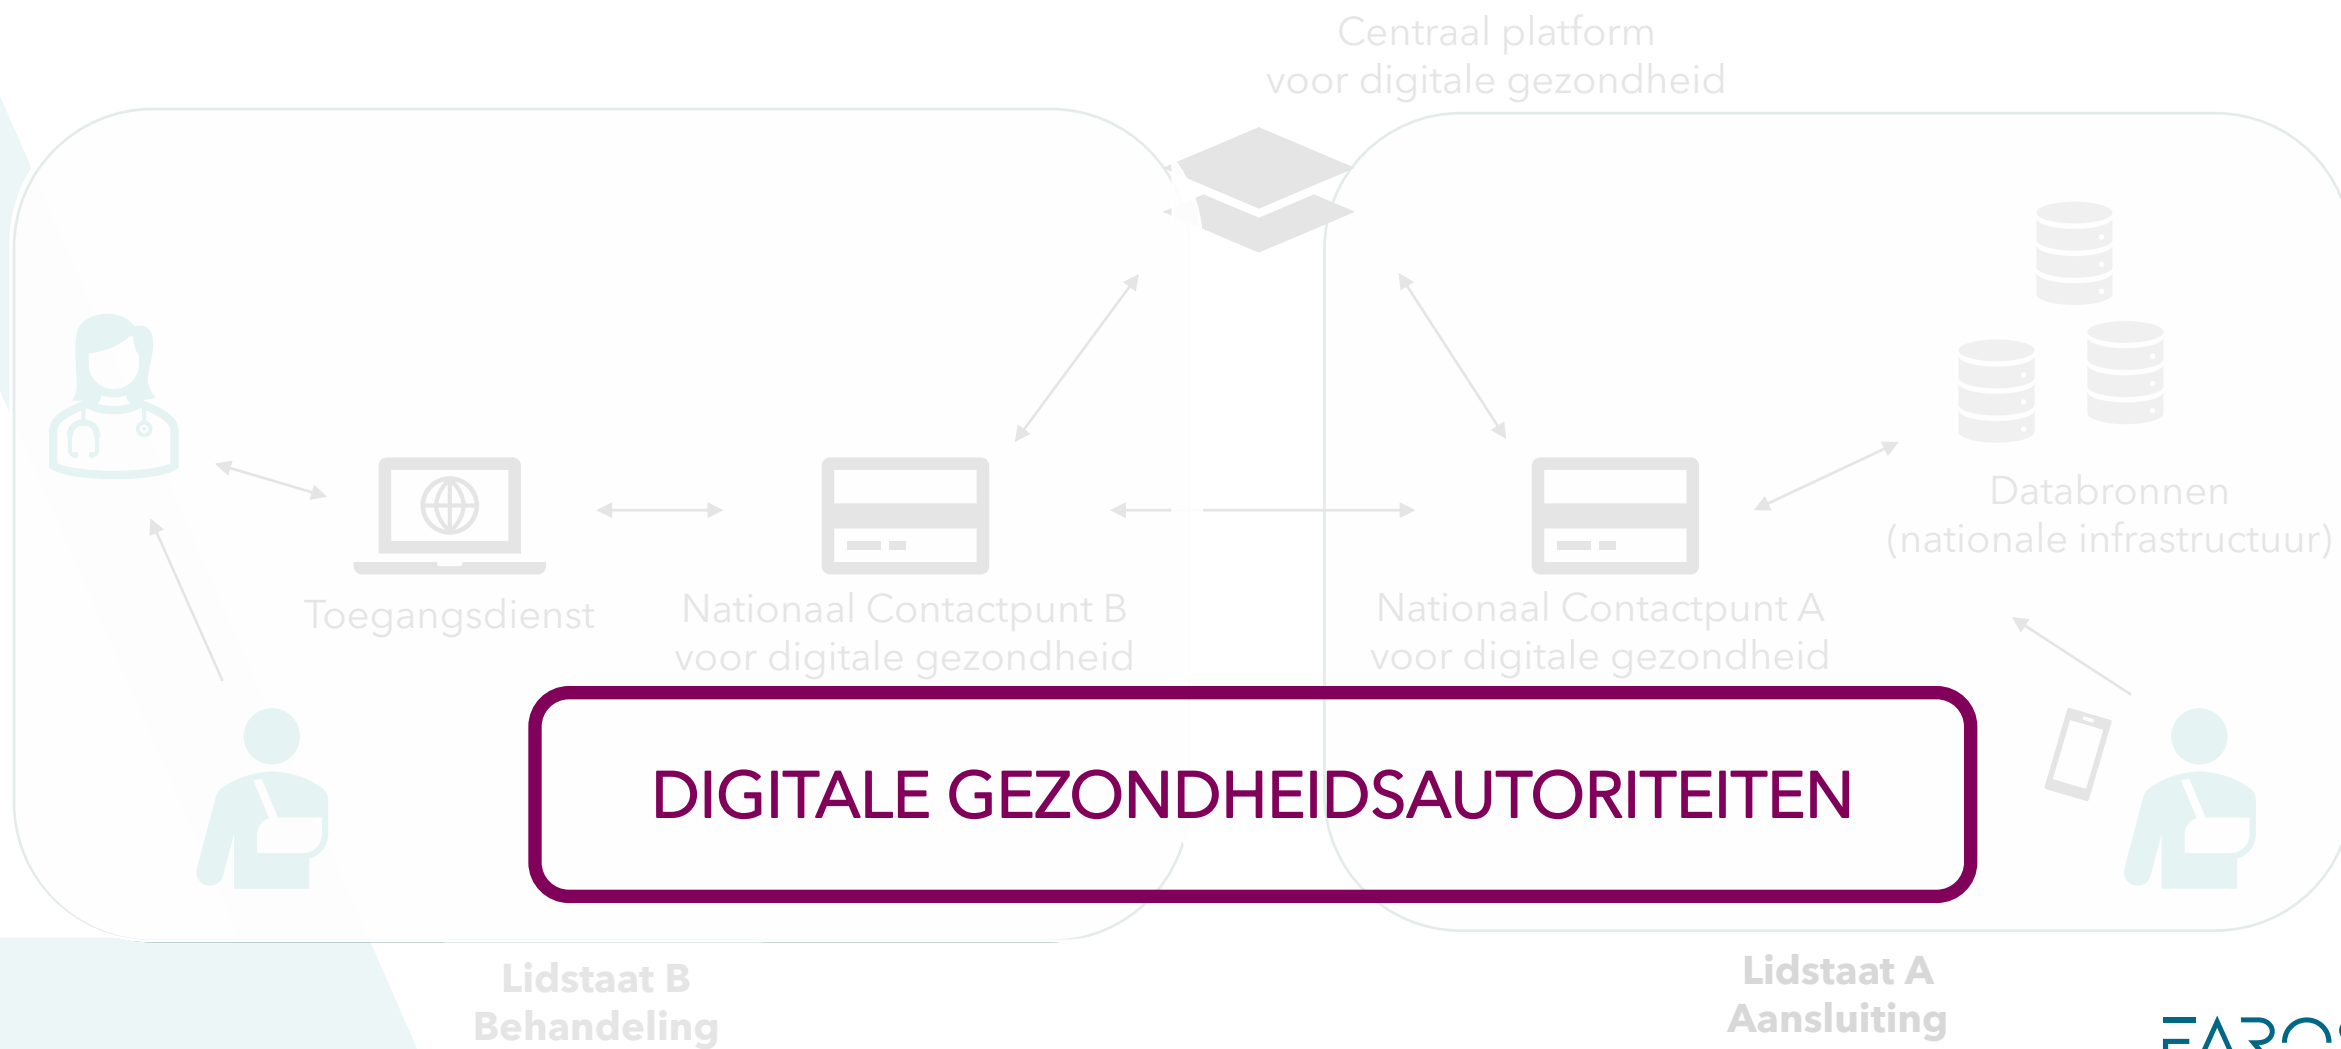 Centraal platform
voor digitale gezondheid
Databronnen
(nationale infrastructuur)
Toegangsdienst
Nationaal Contactpunt B
voor digitale gezondheid
Nationaal Contactpunt A
voor digitale gezondheid
DIGITALE GEZONDHEIDSAUTORITEITEN
Lidstaat B
Behandeling
Lidstaat A
Aansluiting